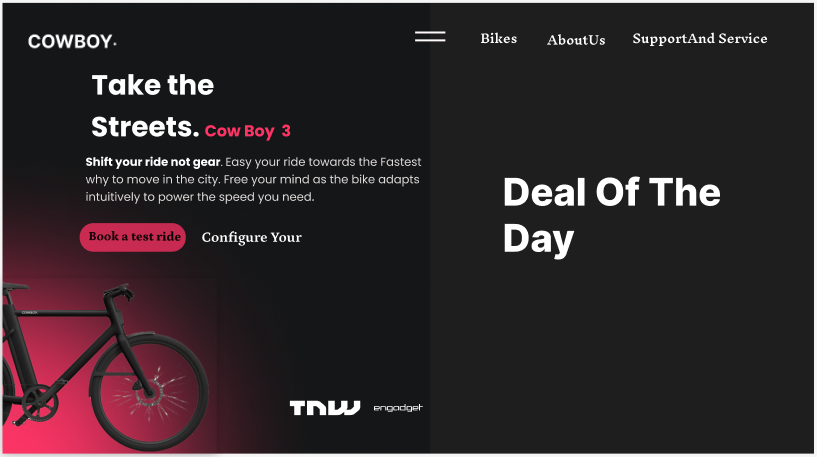 COWBOY.
Bikes
AboutUs
SupportAnd Service
Take the
Streets. Cow Boy 3
Shift your ride not gear. Easy your ride towards the Fastest
why to move in the city. Free your mind as the bike adapts
intuitively to power the speed you need.
Book a test ride
Configure Your
COWBOY
TNW
engadget
Deal Of The
Day